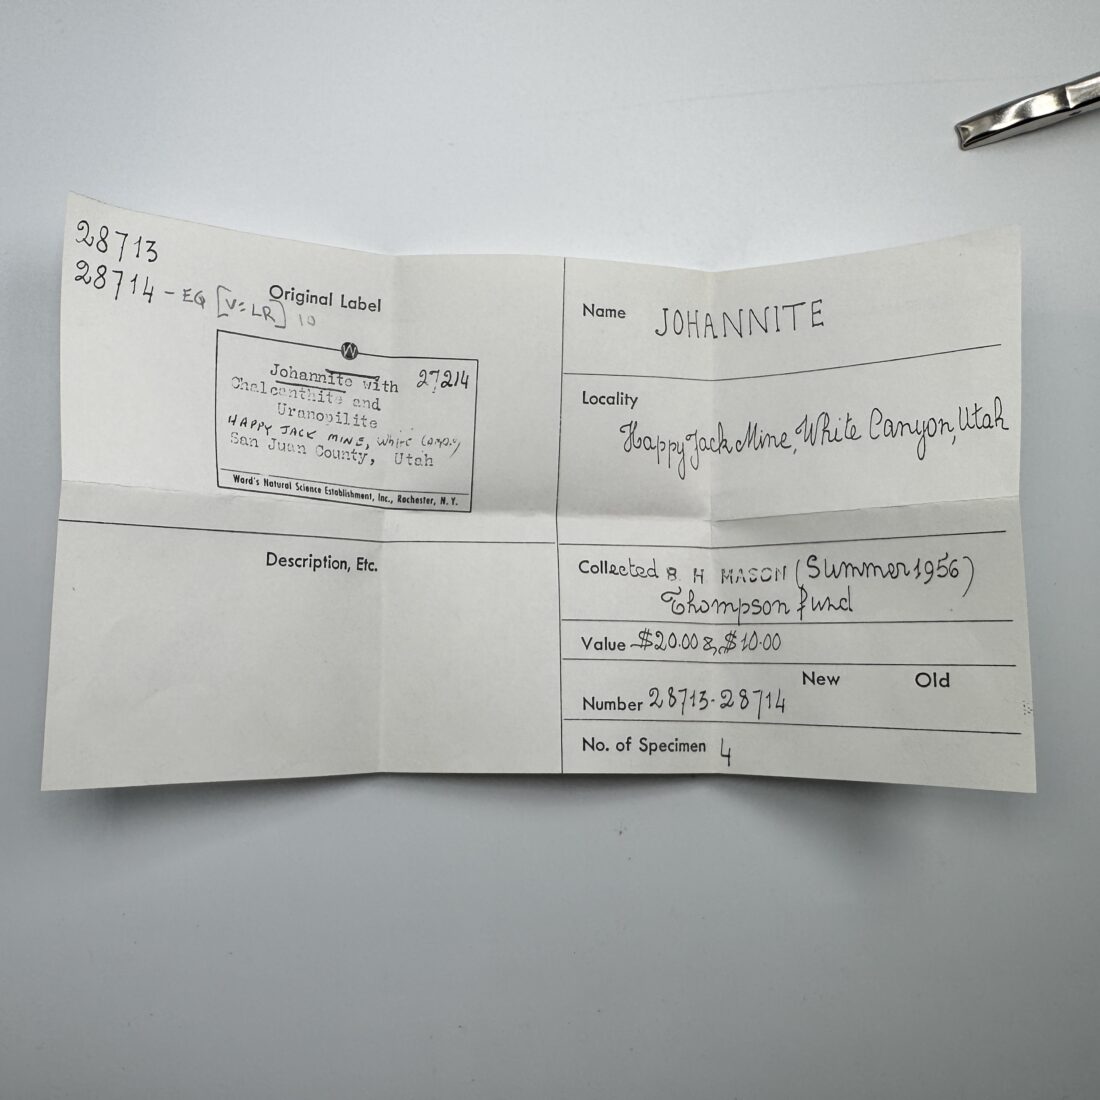 28713
28714 - EQ [V=LR] 10
Original Label
W
Johannite with 27214
Chalcanthite and
Uranopilite
HAPPY JACK MINE, White Canyon
San Juan County, Utah
Ward's Natural Science Establishment, Inc., Rochester, N. Y.
Description, Etc.
Name JOHANNITE
Locality
Happy Jack Mine, White Canyon, Utah
Collected B. H. MASON (Summer 1956)
Thompson Fund
Value $20.00 & $10.00
New Old
Number 28713-28714
No. of Specimen 4